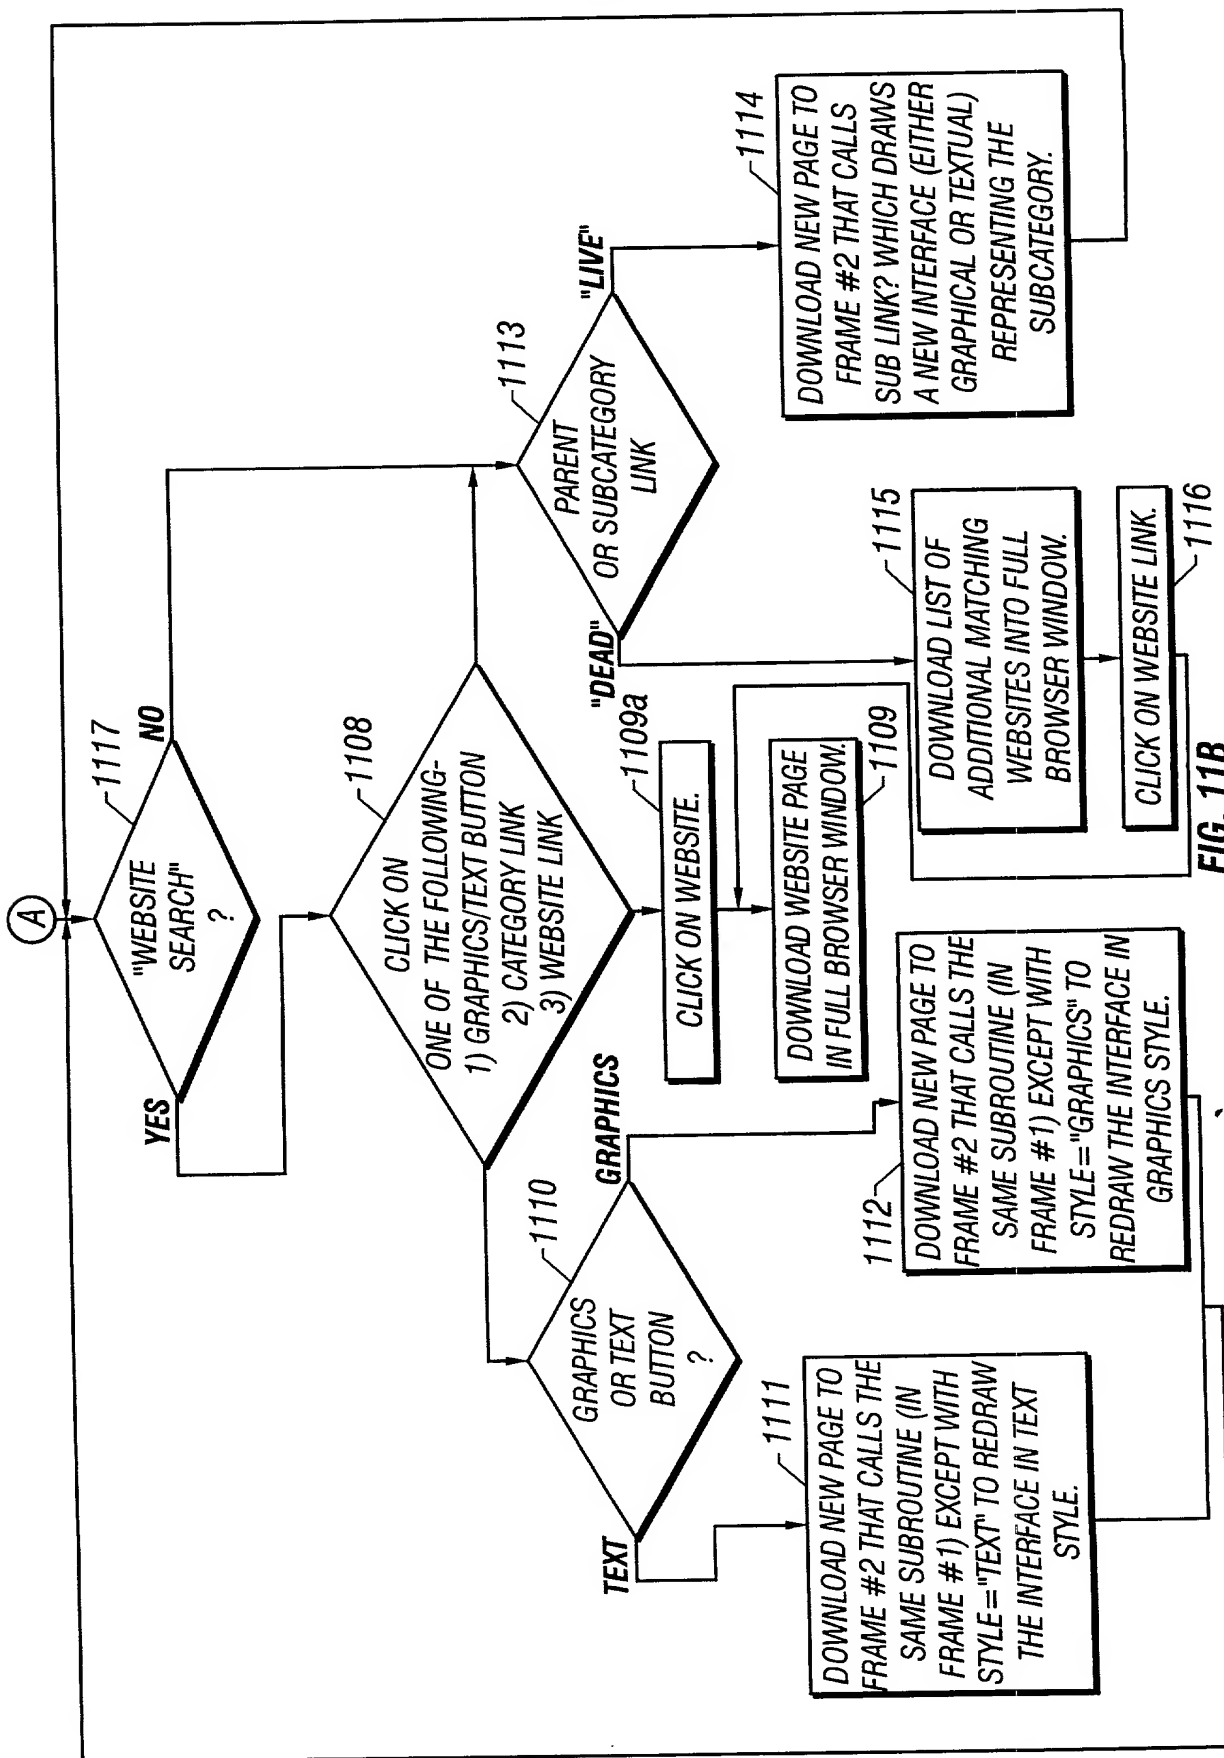 A
"WEBSITE
SEARCH"
?
1117
YES
NO
CLICK ON
ONE OF THE FOLLOWING-
1) GRAPHICS/TEXT BUTTON
2) CATEGORY LINK
3) WEBSITE LINK
1108
GRAPHICS
OR TEXT
BUTTON
?
1110
TEXT
GRAPHICS
DOWNLOAD NEW PAGE TO
FRAME #2 THAT CALLS THE
SAME SUBROUTINE (IN
FRAME #1) EXCEPT WITH
STYLE="TEXT" TO REDRAW
THE INTERFACE IN TEXT
STYLE.
1111
DOWNLOAD NEW PAGE TO
FRAME #2 THAT CALLS THE
SAME SUBROUTINE (IN
FRAME #1) EXCEPT WITH
STYLE="GRAPHICS" TO
REDRAW THE INTERFACE IN
GRAPHICS STYLE.
1112
CLICK ON WEBSITE.
1109a
DOWNLOAD WEBSITE PAGE
IN FULL BROWSER WINDOW.
1109
PARENT
OR SUBCATEGORY
LINK
1113
"DEAD"
"LIVE"
DOWNLOAD LIST OF
ADDITIONAL MATCHING
WEBSITES INTO FULL
BROWSER WINDOW.
1115
CLICK ON WEBSITE LINK.
1116
DOWNLOAD NEW PAGE TO
FRAME #2 THAT CALLS
SUB LINK? WHICH DRAWS
A NEW INTERFACE (EITHER
GRAPHICAL OR TEXTUAL)
REPRESENTING THE
SUBCATEGORY.
1114
FIG. 11B